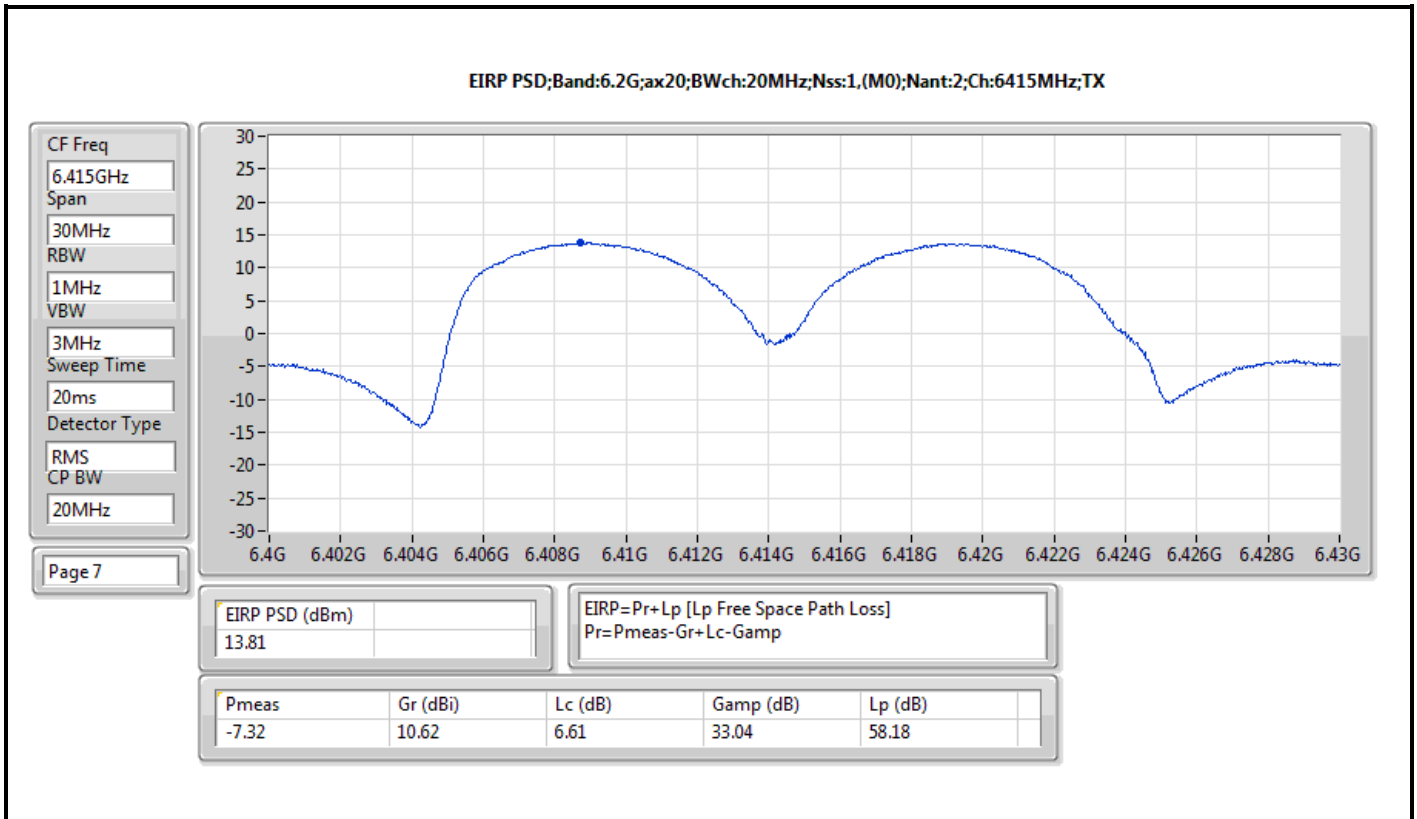 EIRP PSD;Band:6.2G;ax20;BWch:20MHz;Nss:1,(M0);Nant:2;Ch:6415MHz;TX
CF Freq
6.415GHz
Span
30MHz
RBW
1MHz
VBW
3MHz
Sweep Time
20ms
Detector Type
RMS
CP BW
20MHz
Page 7
30
25
20
15
10
5
0
-5
-10
-15
-20
-25
-30
6.4G 6.402G 6.404G 6.406G 6.408G 6.41G 6.412G 6.414G 6.416G 6.418G 6.42G 6.422G 6.424G 6.426G 6.428G 6.43G
EIRP PSD (dBm)
13.81
EIRP=Pr+Lp [Lp Free Space Path Loss]
Pr=Pmeas-Gr+Lc-Gamp
Pmeas Gr (dBi) Lc (dB) Gamp (dB) Lp (dB)
-7.32 10.62 6.61 33.04 58.18